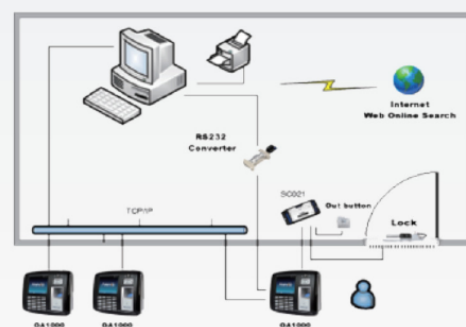 Internet
Web Online Search
RS232
Converter
SC021
Out button
TCP/IP
Lock
OA1000
OA1000
OA1000